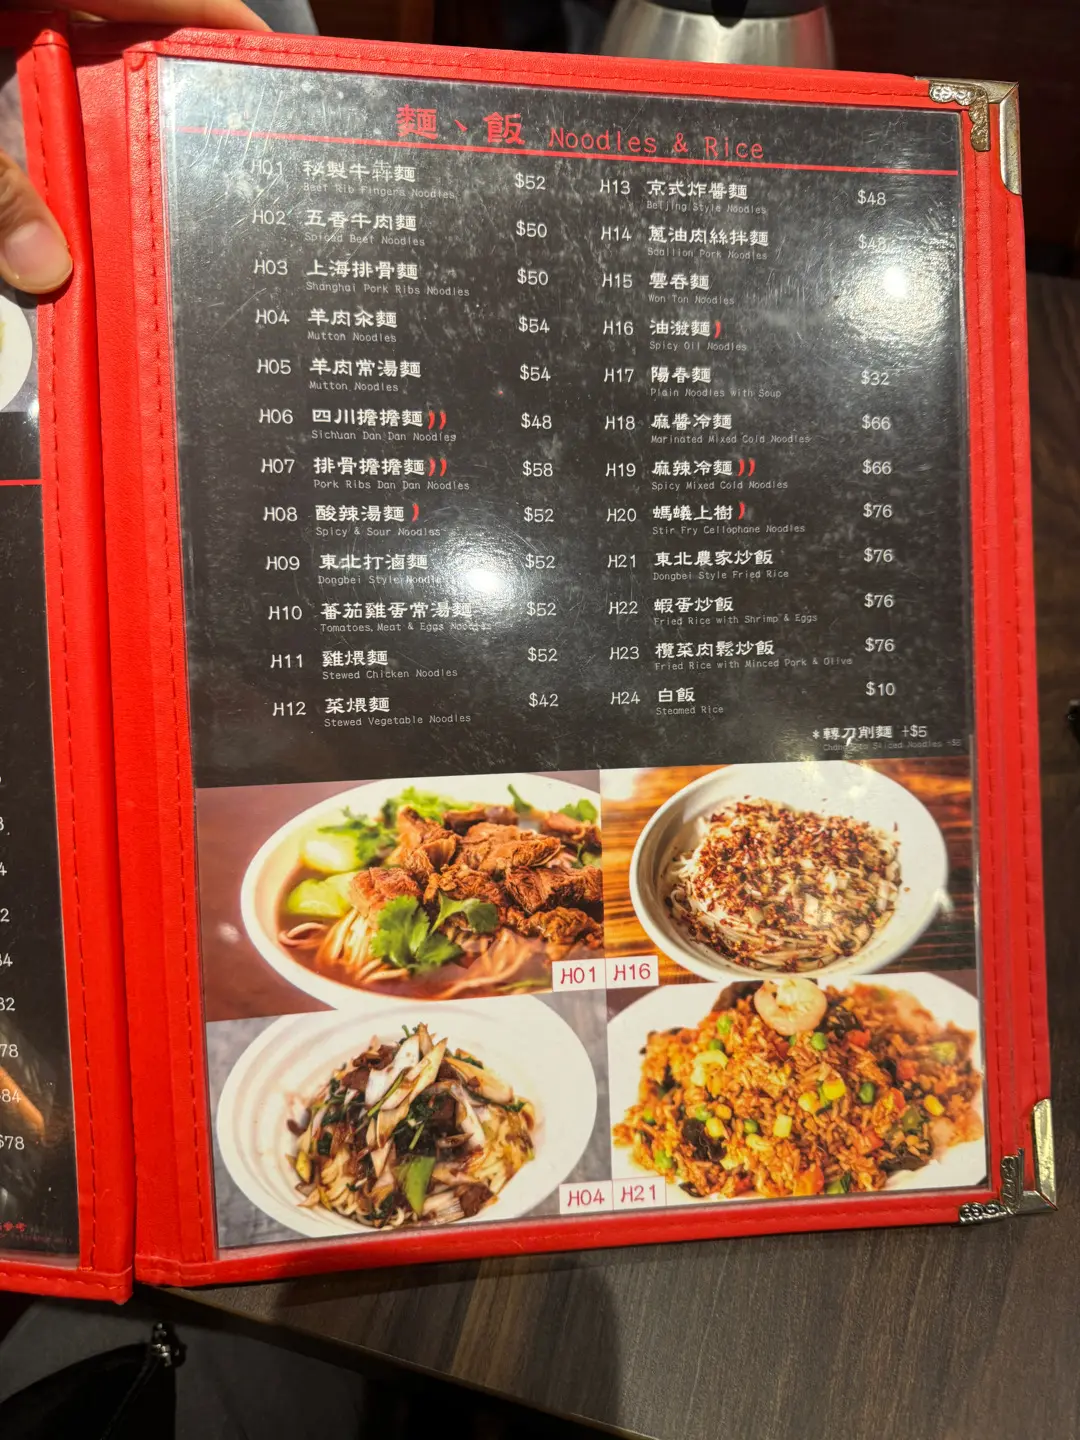 麵、飯 Noodles & Rice
H01 秘製牛𤘾麵 $52
Beef Rib Fingers Noodles
H02 五香牛肉麵 $50
Spiced Beef Noodles
H03 上海排骨麵 $50
Shanghai Pork Ribs Noodles
H04 羊肉汆麵 $54
Mutton Noodles
H05 羊肉常湯麵 $54
Mutton Noodles
H06 四川擔擔麵 $48
Sichuan Dan Dan Noodles
H07 排骨擔擔麵 $58
Pork Ribs Dan Dan Noodles
H08 酸辣湯麵 $52
Spicy & Sour Noodles
H09 東北打滷麵 $52
Dongbei Style Noodles
H10 蕃茄雞蛋常湯麵 $52
Tomatoes, Meat & Eggs Noodles
H11 雞煨麵 $52
Stewed Chicken Noodles
H12 菜煨麵 $42
Stewed Vegetable Noodles
H13 京式炸醬麵 $48
Beijing Style Noodles
H14 蔥油肉絲拌麵 $48
Scallion Pork Noodles
H15 雲吞麵
Won Ton Noodles
H16 油潑麵
Spicy Oil Noodles
H17 陽春麵 $32
Plain Noodles with Soup
H18 麻醬冷麵 $66
Marinated Mixed Cold Noodles
H19 麻辣冷麵 $66
Spicy Mixed Cold Noodles
H20 螞蟻上樹 $76
Stir Fry Cellophane Noodles
H21 東北農家炒飯 $76
Dongbei Style Fried Rice
H22 蝦蛋炒飯 $76
Fried Rice with Shrimp & Eggs
H23 欖菜肉鬆炒飯 $76
Fried Rice with Minced Pork & Olive
H24 白飯 $10
Steamed Rice
*轉刀削麵 +$5
Change to Sliced Noodles +$5
H01 H16
H04 H21
$78